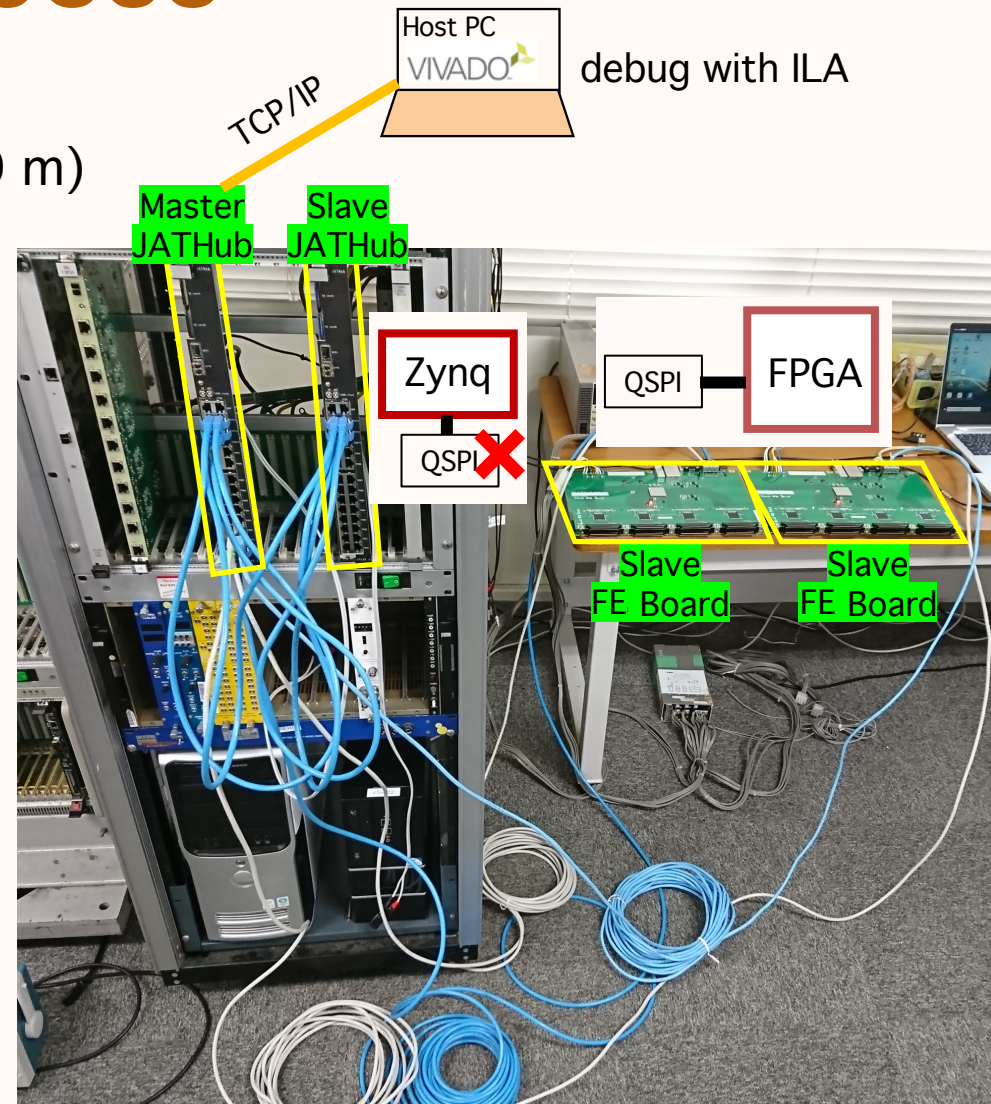 Host PC
VIVADO
debug with ILA
TCP/IP
m)
Master
JATHub
Slave
JATHub
Zynq
QSPI
QSPI
FPGA
Slave
FE Board
Slave
FE Board